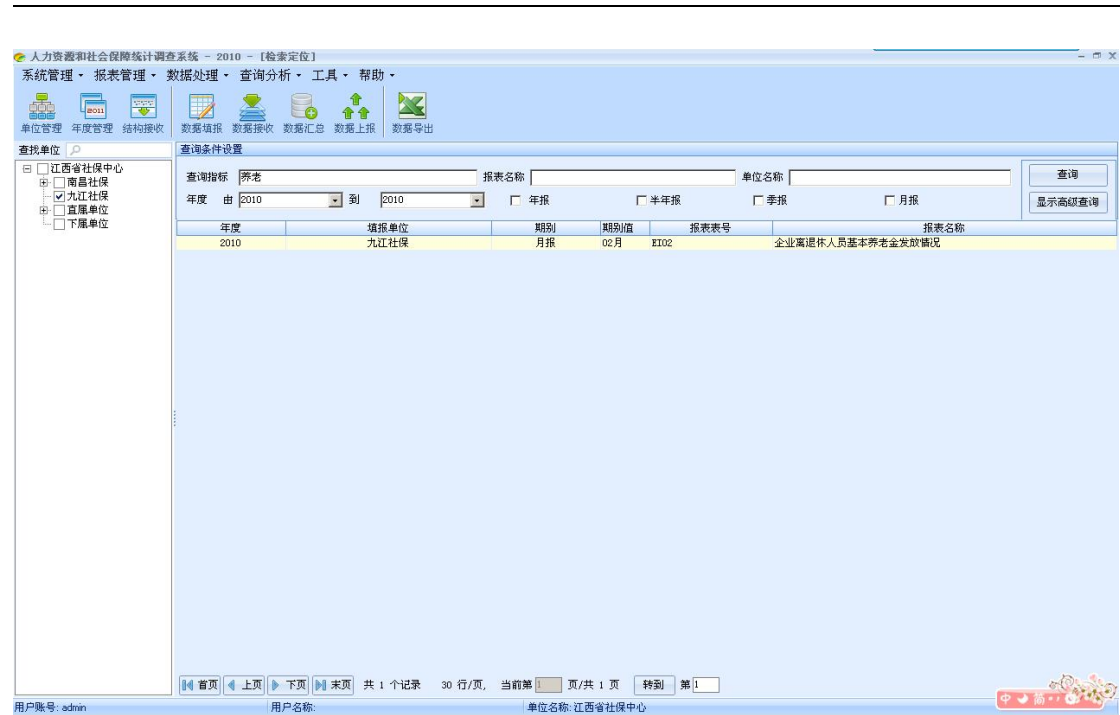 人力资源和社会保障统计调查系统 - 2010 - [检索定位]
系统管理 报表管理 数据处理 查询分析 工具 帮助
2011
单位管理 年度管理 结构接收 数据填报 数据接收 数据汇总 数据上报 数据导出
查找单位
江西省社保中心
南昌社保
九江社保
直属单位
下属单位
查询条件设置
查询指标 养老 报表名称 单位名称 查询
年度 由 2010 到 2010 年报 半年报 季报 月报 显示高级查询
年度 填报单位 期别 期别值 报表表号 报表名称
2010 九江社保 月报 02月 EI02 企业离退休人员基本养老金发放情况
首页 上页 下页 末页 共 1 个记录 30 行/页, 当前第 1 页/共 1 页 转到 第 1
中 简
用户账号: admin 用户名称: 单位名称: 江西省社保中心